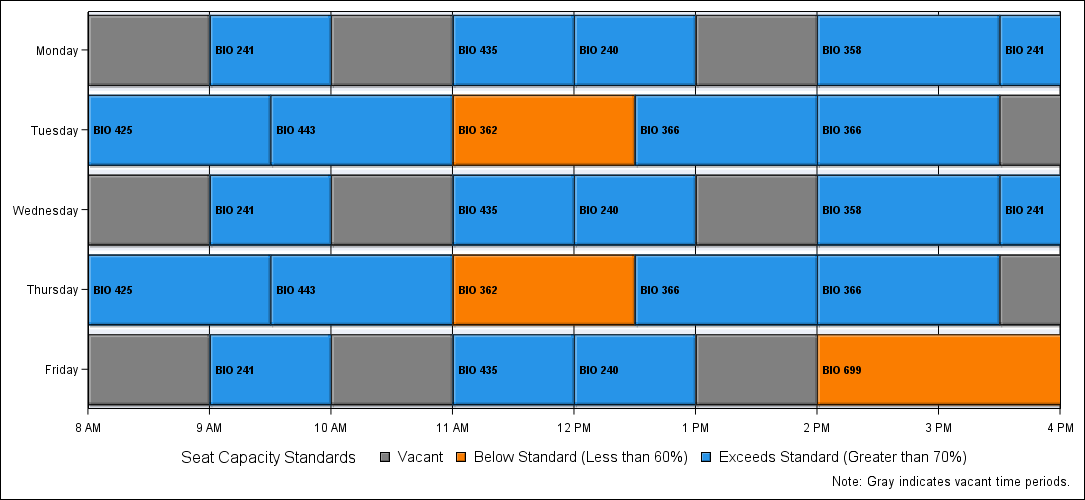 Monday BIO 241 BIO 435 BIO 240 BIO 358 BIO 241
Tuesday BIO 425 BIO 443 BIO 362 BIO 366 BIO 366
Wednesday BIO 241 BIO 435 BIO 240 BIO 358 BIO 241
Thursday BIO 425 BIO 443 BIO 362 BIO 366 BIO 366
Friday BIO 241 BIO 435 BIO 240 BIO 699
8 AM 9 AM 10 AM 11 AM 12 PM 1 PM 2 PM 3 PM 4 PM
Seat Capacity Standards Vacant Below Standard (Less than 60%) Exceeds Standard (Greater than 70%)
Note: Gray indicates vacant time periods.